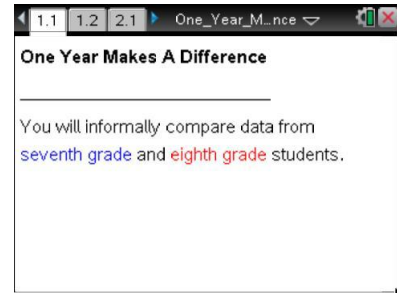 1.1 1.2 2.1 One_Year_M…nce
One Year Makes A Difference
You will informally compare data from
seventh grade and eighth grade students.